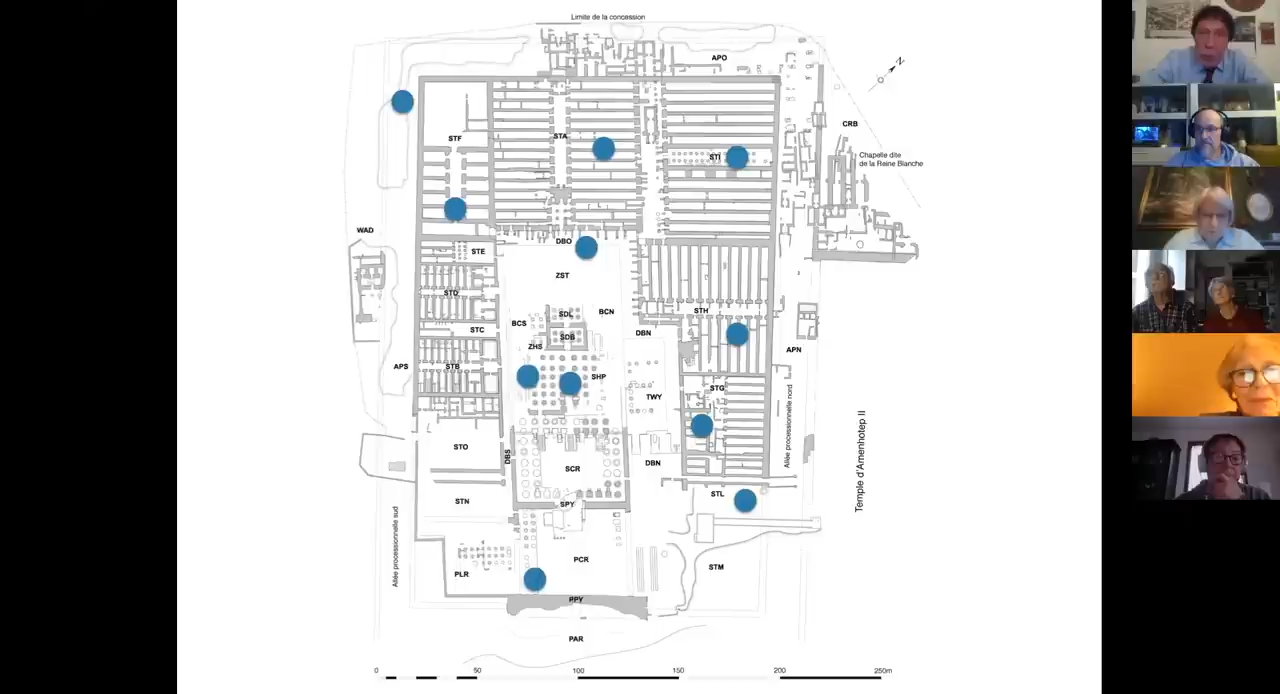 Limite de la concession
APO
N
CRB
STF
STA
STI
Chapelle dite
de la Reine Blanche
WAD
DBO
STE
ZST
STD
SDL
BCN
STH
BCS
STC
SDB
DBN
ZHS
APN
APS
STB
SHP
STG
TWY
Allée processionnelle nord
Temple d'Amenhotep II
STO
DBS
SCR
DBN
STL
STN
SPY
Allée processionnelle sud
PCR
STM
PLR
PPY
PAR
0 50 100 150 200 250m